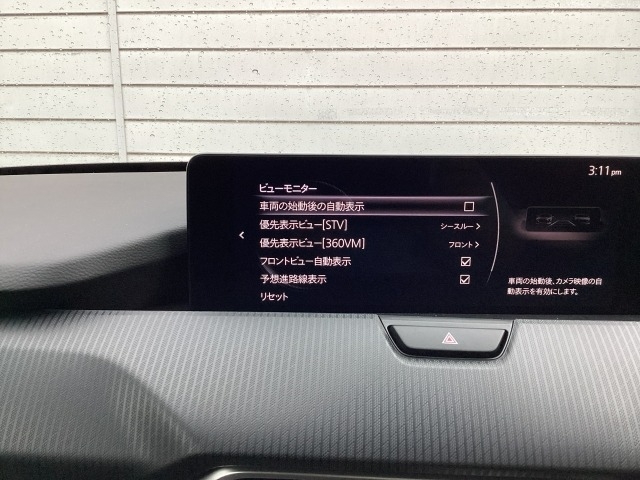 3:11pm
ビューモニター
車両の始動後の自動表示
優先表示ビュー[STV] シースルー
優先表示ビュー[360VM] フロント
フロントビュー自動表示
予想進路線表示
リセット
車両の始動後、カメラ映像の自
動表示を有効にします。